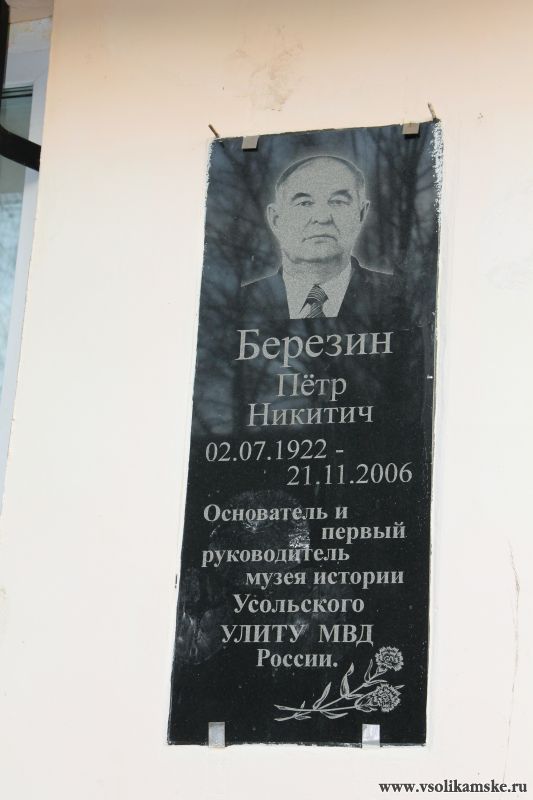 Березин
Пётр
Никитич
02.07.1922 -
21.11.2006
Основатель и
первый
руководитель
музея истории
Усольского
УЛИТУ МВД
России.
www.vsolikamske.ru